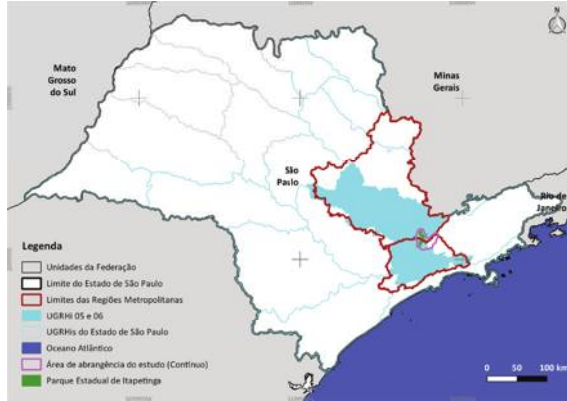 N
Mato
Grosso
do Sul
Minas
Gerais
São
Paulo
Rio de
Janeiro
Legenda
Unidades da Federação
Limite do Estado de São Paulo
Limites das Regiões Metropolitanas
UGRHi 05 e 06
UGRHis do Estado de São Paulo
Oceano Atlântico
Área de abrangência do estudo (Contínuo)
Parque Estadual de Itapetinga
0 50 100 km